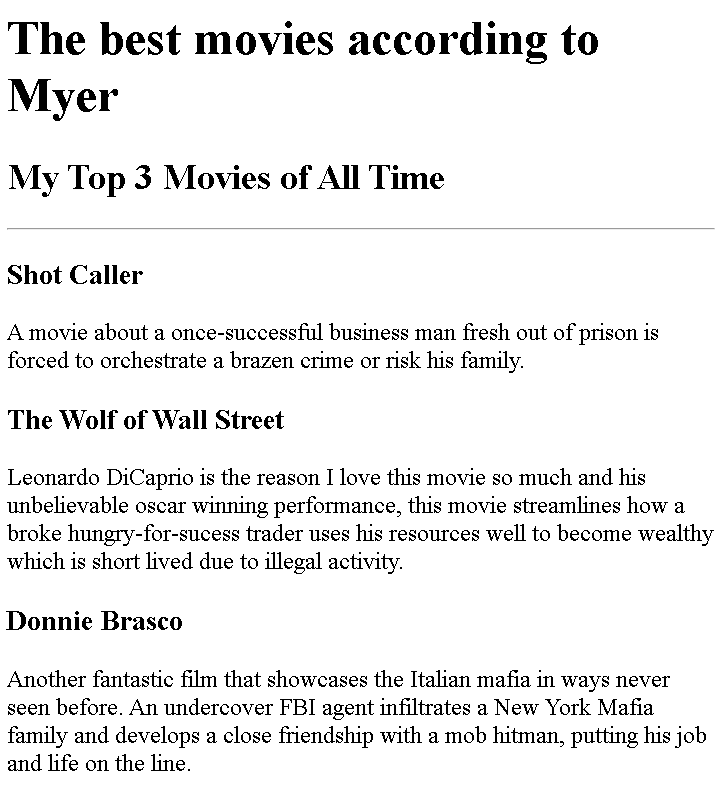 The best movies according to
Myer
My Top 3 Movies of All Time
Shot Caller
A movie about a once-successful business man fresh out of prison is
forced to orchestrate a brazen crime or risk his family.
The Wolf of Wall Street
Leonardo DiCaprio is the reason I love this movie so much and his
unbelievable oscar winning performance, this movie streamlines how a
broke hungry-for-sucess trader uses his resources well to become wealthy
which is short lived due to illegal activity.
Donnie Brasco
Another fantastic film that showcases the Italian mafia in ways never
seen before. An undercover FBI agent infiltrates a New York Mafia
family and develops a close friendship with a mob hitman, putting his job
and life on the line.